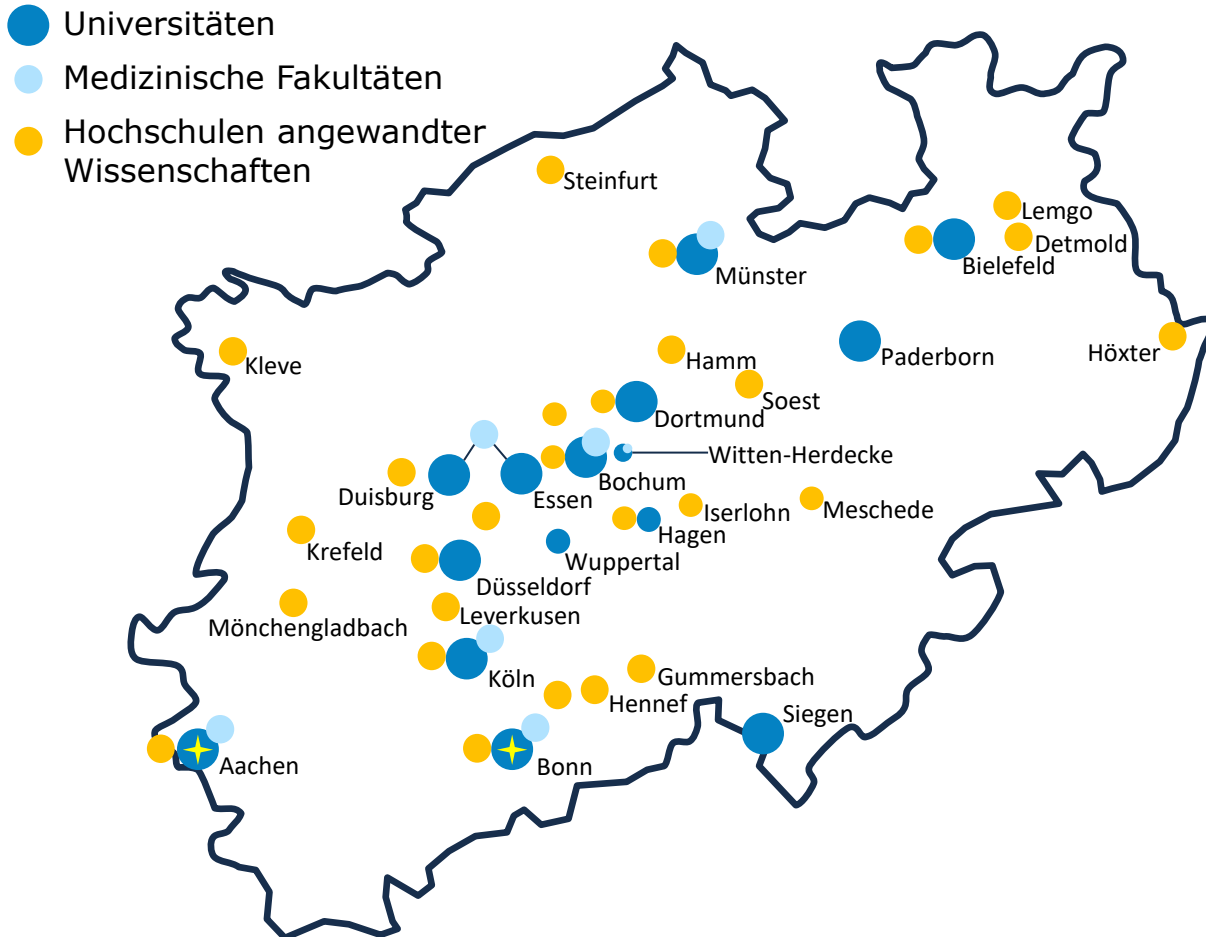 Universitäten
Medizinische Fakultäten
Hochschulen angewandter
Wissenschaften
Steinfurt
Lemgo
Detmold
Bielefeld
Münster
Kleve
Hamm
Paderborn
Höxter
Soest
Dortmund
Witten-Herdecke
Duisburg
Essen
Bochum
Iserlohn
Meschede
Krefeld
Hagen
Wuppertal
Düsseldorf
Mönchengladbach
Leverkusen
Köln
Gummersbach
Hennef
Siegen
Aachen
Bonn